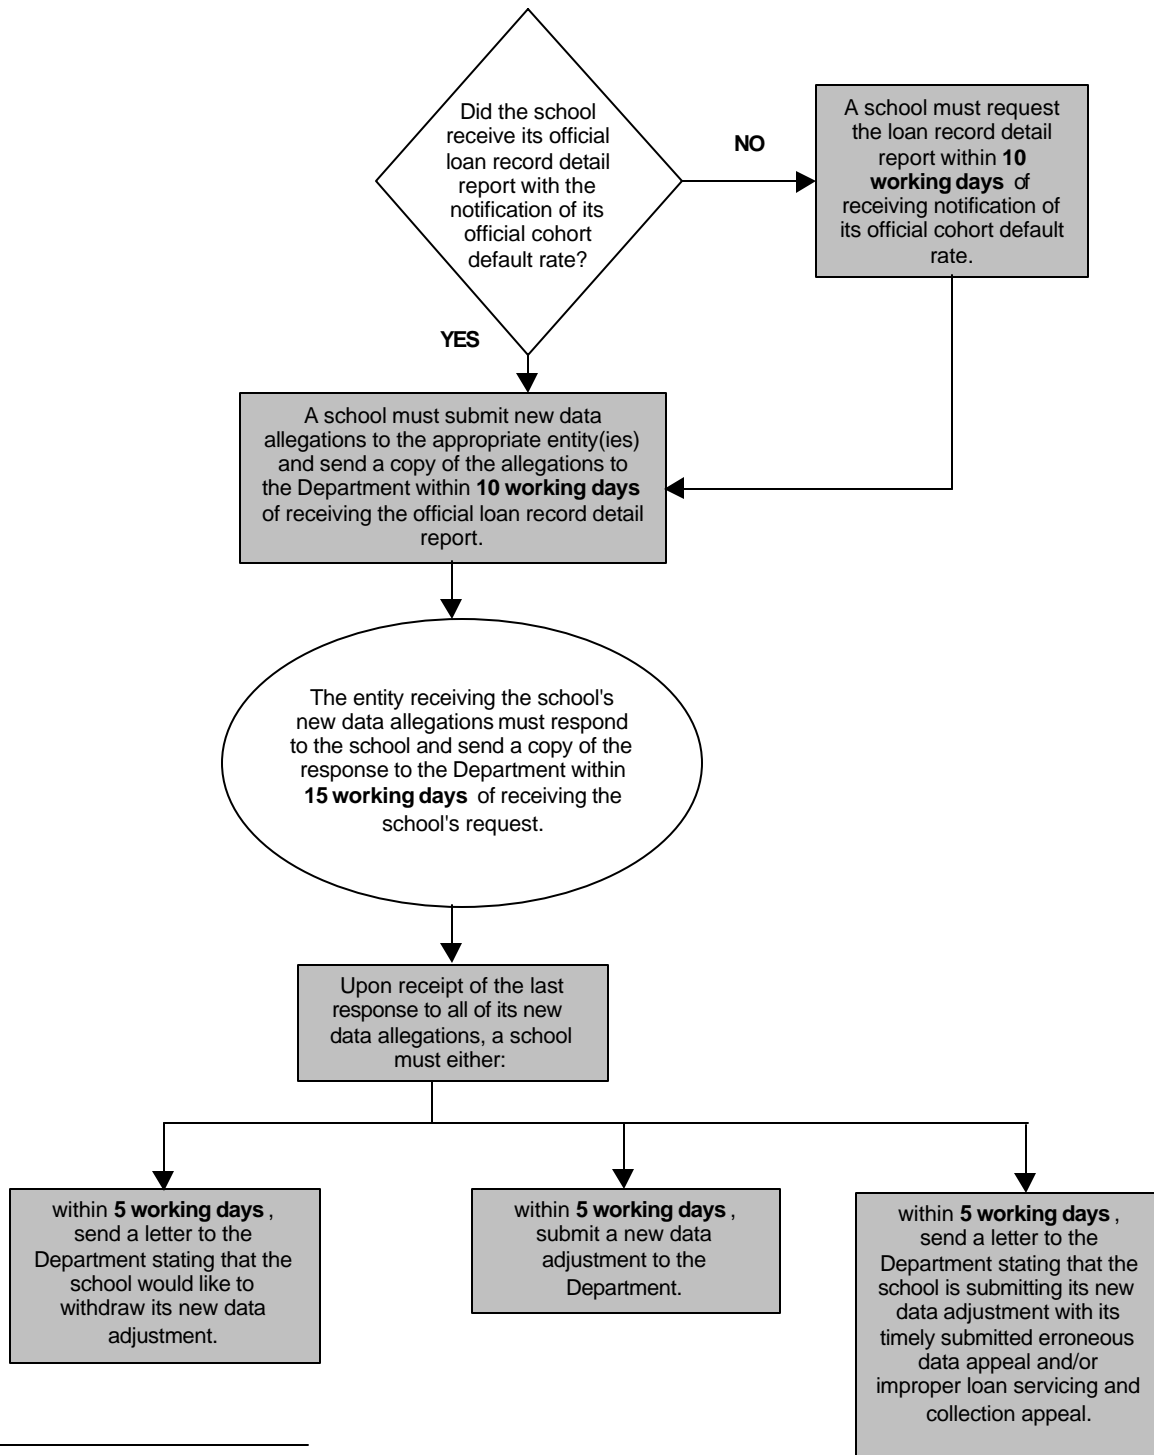 Did the school
receive its official
loan record detail
report with the
notification of its
official cohort
default rate?
NO
A school must request
the loan record detail
report within 10
working days of
receiving notification of
its official cohort default
rate.
YES
A school must submit new data
allegations to the appropriate entity(ies)
and send a copy of the allegations to
the Department within 10 working days
of receiving the official loan record detail
report.
The entity receiving the school's
new data allegations must respond
to the school and send a copy of the
response to the Department within
15 working days of receiving the
school's request.
Upon receipt of the last
response to all of its new
data allegations, a school
must either:
within 5 working days ,
send a letter to the
Department stating that the
school would like to
withdraw its new data
adjustment.
within 5 working days ,
submit a new data
adjustment to the
Department.
within 5 working days ,
send a letter to the
Department stating that the
school is submitting its new
data adjustment with its
timely submitted erroneous
data appeal and/or
improper loan servicing and
collection appeal.